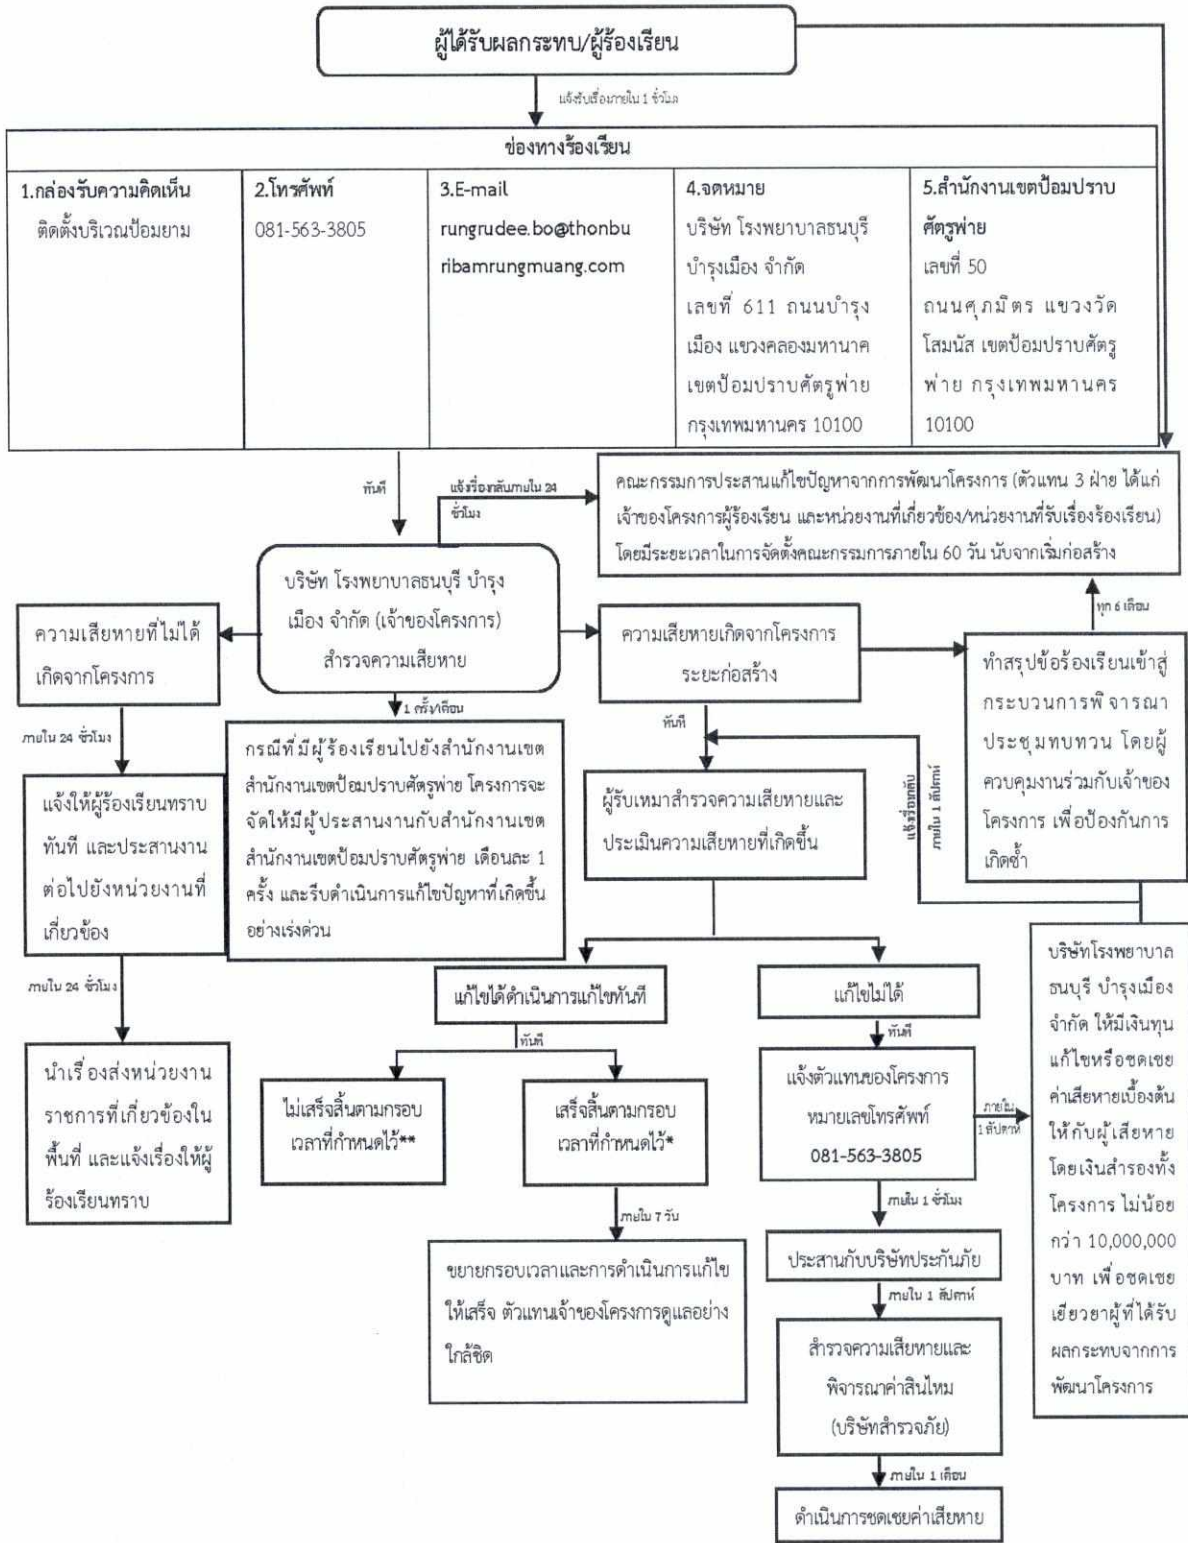 ผู้ได้รับผลกระทบ/ผู้ร้องเรียน
แจ้งรับเรื่องภายใน 1 ชั่วโมง
ช่องทางร้องเรียน
1.กล่องรับความคิดเห็น
ติดตั้งบริเวณป้อมยาม
2.โทรศัพท์
081-563-3805
3.E-mail
rungrudee.bo@thonbu
ribamrungmuang.com
4.จดหมาย
บริษัท โรงพยาบาลธนบุรี
บำรุงเมือง จำกัด
เลขที่ 611 ถนนบำรุง
เมือง แขวงคลองมหานาค
เขตป้อมปราบศัตรูพ่าย
กรุงเทพมหานคร 10100
5.สำนักงานเขตป้อมปราบ
ศัตรูพ่าย
เลขที่ 50
ถนนศุภมิตร แขวงวัด
โสมนัส เขตป้อมปราบศัตรู
พ่าย กรุงเทพมหานคร
10100
ทันที
แจ้งเรื่องกลับภายใน 24
ชั่วโมง
คณะกรรมการประสานแก้ไขปัญหาจากการพัฒนาโครงการ (ตัวแทน 3 ฝ่าย ได้แก่
เจ้าของโครงการผู้ร้องเรียน และหน่วยงานที่เกี่ยวข้อง/หน่วยงานที่รับเรื่องร้องเรียน)
โดยมีระยะเวลาในการจัดตั้งคณะกรรมการภายใน 60 วัน นับจากเริ่มก่อสร้าง
บริษัท โรงพยาบาลธนบุรี บำรุง
เมือง จำกัด (เจ้าของโครงการ)
สำรวจความเสียหาย
ความเสียหายที่ไม่ได้
เกิดจากโครงการ
ความเสียหายเกิดจากโครงการ
ระยะก่อสร้าง
ทุก 6 เดือน
ทำสรุปข้อร้องเรียนเข้าสู่
กระบวนการพิจารณา
ประชุมทบทวน โดยผู้
ควบคุมงานร่วมกับเจ้าของ
โครงการ เพื่อป้องกันการ
เกิดซ้ำ
ภายใน 24 ชั่วโมง
1 ครั้ง/เดือน
ทันที
แจ้งให้ผู้ร้องเรียนทราบ
ทันที และประสานงาน
ต่อไปยังหน่วยงานที่
เกี่ยวข้อง
กรณีที่มีผู้ร้องเรียนไปยังสำนักงานเขต
สำนักงานเขตป้อมปราบศัตรูพ่าย โครงการจะ
จัดให้มีผู้ประสานงานกับสำนักงานเขต
สำนักงานเขตป้อมปราบศัตรูพ่าย เดือนละ 1
ครั้ง และรีบดำเนินการแก้ไขปัญหาที่เกิดขึ้น
อย่างเร่งด่วน
ผู้รับเหมาสำรวจความเสียหายและ
ประเมินความเสียหายที่เกิดขึ้น
แจ้งเรื่องกลับ
ภายใน 1 สัปดาห์
ภายใน 24 ชั่วโมง
แก้ไขได้ดำเนินการแก้ไขทันที
แก้ไขไม่ได้
บริษัทโรงพยาบาล
ธนบุรี บำรุงเมือง
จำกัด ให้มีเงินทุน
แก้ไขหรือชดเชย
ค่าเสียหายเบื้องต้น
ให้กับผู้เสียหาย
โดยเงินสำรองทั้ง
โครงการ ไม่น้อย
กว่า 10,000,000
บาท เพื่อชดเชย
เยียวยาผู้ที่ได้รับ
ผลกระทบจากการ
พัฒนาโครงการ
ทันที
ทันที
นำเรื่องส่งหน่วยงาน
ราชการที่เกี่ยวข้องใน
พื้นที่ และแจ้งเรื่องให้ผู้
ร้องเรียนทราบ
ไม่เสร็จสิ้นตามกรอบ
เวลาที่กำหนดไว้**
เสร็จสิ้นตามกรอบ
เวลาที่กำหนดไว้*
แจ้งตัวแทนของโครงการ
หมายเลขโทรศัพท์
081-563-3805
ภายใน
1 สัปดาห์
ภายใน 7 วัน
ภายใน 1 ชั่วโมง
ขยายกรอบเวลาและการดำเนินการแก้ไข
ให้เสร็จ ตัวแทนเจ้าของโครงการดูแลอย่าง
ใกล้ชิด
ประสานกับบริษัทประกันภัย
ภายใน 1 สัปดาห์
สำรวจความเสียหายและ
พิจารณาค่าสินไหม
(บริษัทสำรวจภัย)
ภายใน 1 เดือน
ดำเนินการชดเชยค่าเสียหาย